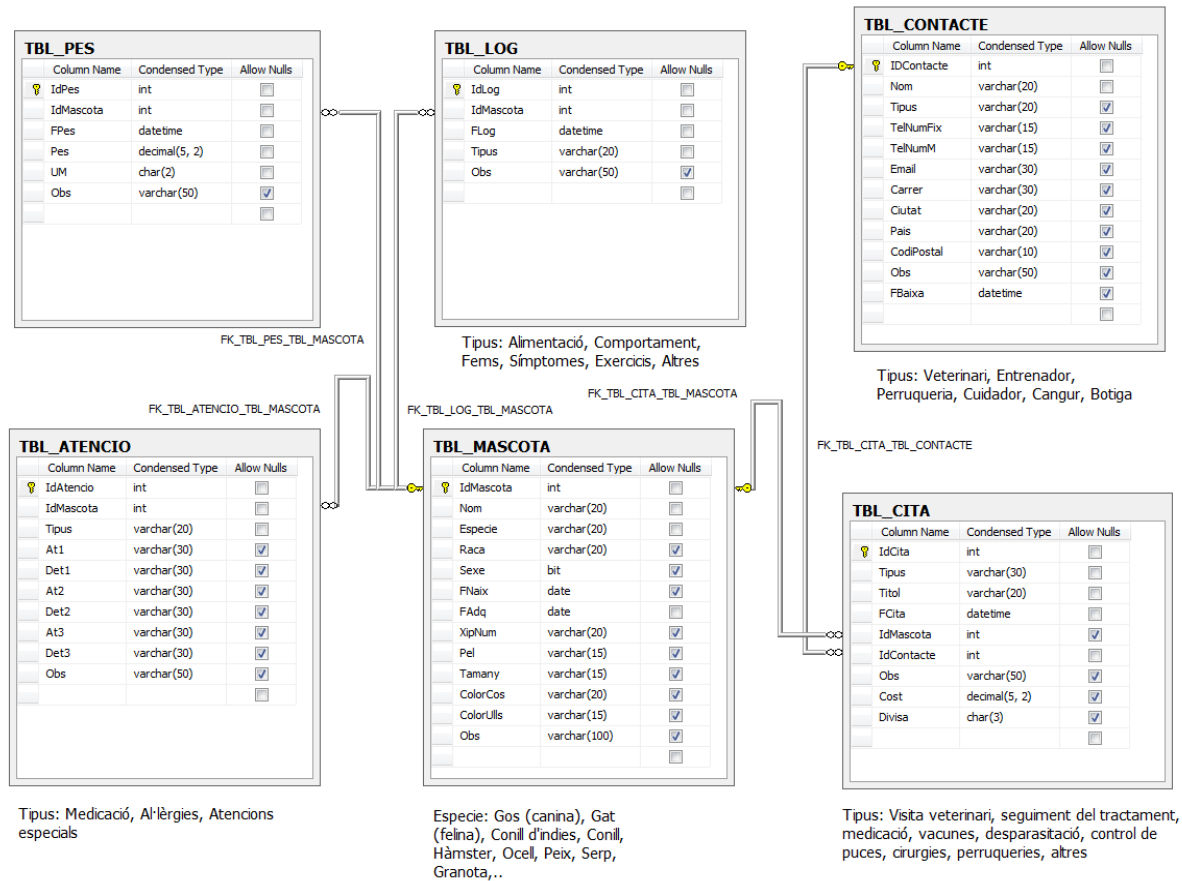 TBL_PES
Column Name Condensed Type Allow Nulls
IdPes int
IdMascota int
FPes datetime
Pes decimal(5, 2)
UM char(2)
Obs varchar(50)
TBL_LOG
Column Name Condensed Type Allow Nulls
IdLog int
IdMascota int
FLog datetime
Tipus varchar(20)
Obs varchar(50)
Tipus: Alimentació, Comportament,
Fems, Símptomes, Exercicis, Altres
TBL_CONTACTE
Column Name Condensed Type Allow Nulls
IDContacte int
Nom varchar(20)
Tipus varchar(20)
TelNumFix varchar(15)
TelNumM varchar(15)
Email varchar(30)
Carrer varchar(30)
Ciutat varchar(20)
Pais varchar(20)
CodiPostal varchar(10)
Obs varchar(50)
FBaixa datetime
Tipus: Veterinari, Entrenador,
Perruqueria, Cuidador, Cangur, Botiga
FK_TBL_PES_TBL_MASCOTA
FK_TBL_ATENCIO_TBL_MASCOTA
FK_TBL_LOG_TBL_MASCOTA
FK_TBL_CITA_TBL_MASCOTA
FK_TBL_CITA_TBL_CONTACTE
TBL_ATENCIO
Column Name Condensed Type Allow Nulls
IdAtencio int
IdMascota int
Tipus varchar(20)
At1 varchar(30)
Det1 varchar(30)
At2 varchar(30)
Det2 varchar(30)
At3 varchar(30)
Det3 varchar(30)
Obs varchar(50)
Tipus: Medicació, Al·lèrgies, Atencions
especials
TBL_MASCOTA
Column Name Condensed Type Allow Nulls
IdMascota int
Nom varchar(20)
Especie varchar(20)
Raca varchar(20)
Sexe bit
FNaix date
FAdq date
XipNum varchar(20)
Pel varchar(15)
Tamany varchar(15)
ColorCos varchar(20)
ColorUlls varchar(15)
Obs varchar(100)
Especie: Gos (canina), Gat
(felina), Conill d'indies, Conill,
Hàmster, Ocell, Peix, Serp,
Granota,..
TBL_CITA
Column Name Condensed Type Allow Nulls
IdCita int
Tipus varchar(30)
Titol varchar(20)
FCita datetime
IdMascota int
IdContacte int
Obs varchar(50)
Cost decimal(5, 2)
Divisa char(3)
Tipus: Visita veterinari, seguiment del tractament,
medicació, vacunes, desparasitació, control de
puces, cirurgies, perruqueries, altres